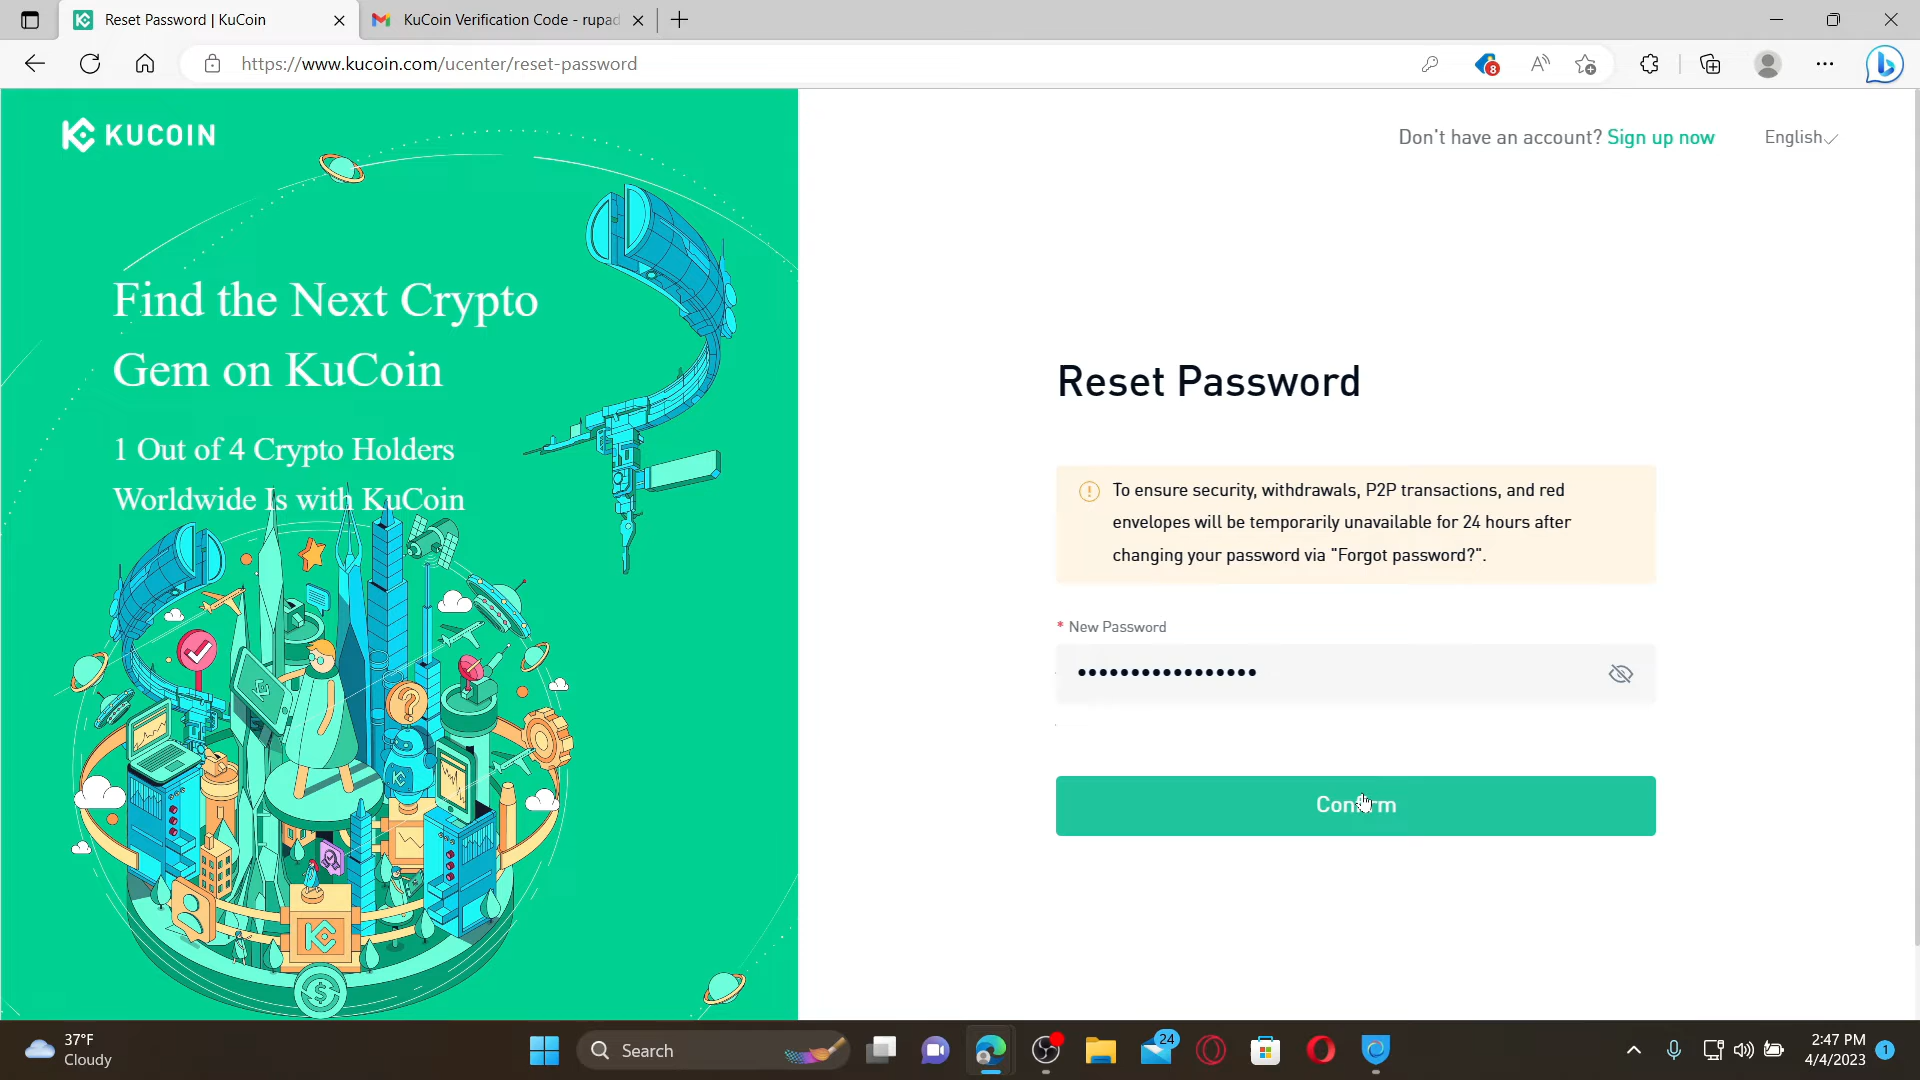 Reset Password | KuCoin
KuCoin Verification Code - rupad
https://www.kucoin.com/ucenter/reset-password
8
KUCOIN
Don't have an account? Sign up now
English
Find the Next Crypto
Gem on KuCoin
1 Out of 4 Crypto Holders
Worldwide Is with KuCoin
Reset Password
To ensure security, withdrawals, P2P transactions, and red
envelopes will be temporarily unavailable for 24 hours after
changing your password via "Forgot password?".
* New Password
•••••••••••••••••
Confirm
37°F
Cloudy
Search
24
2:47 PM
4/4/2023
1